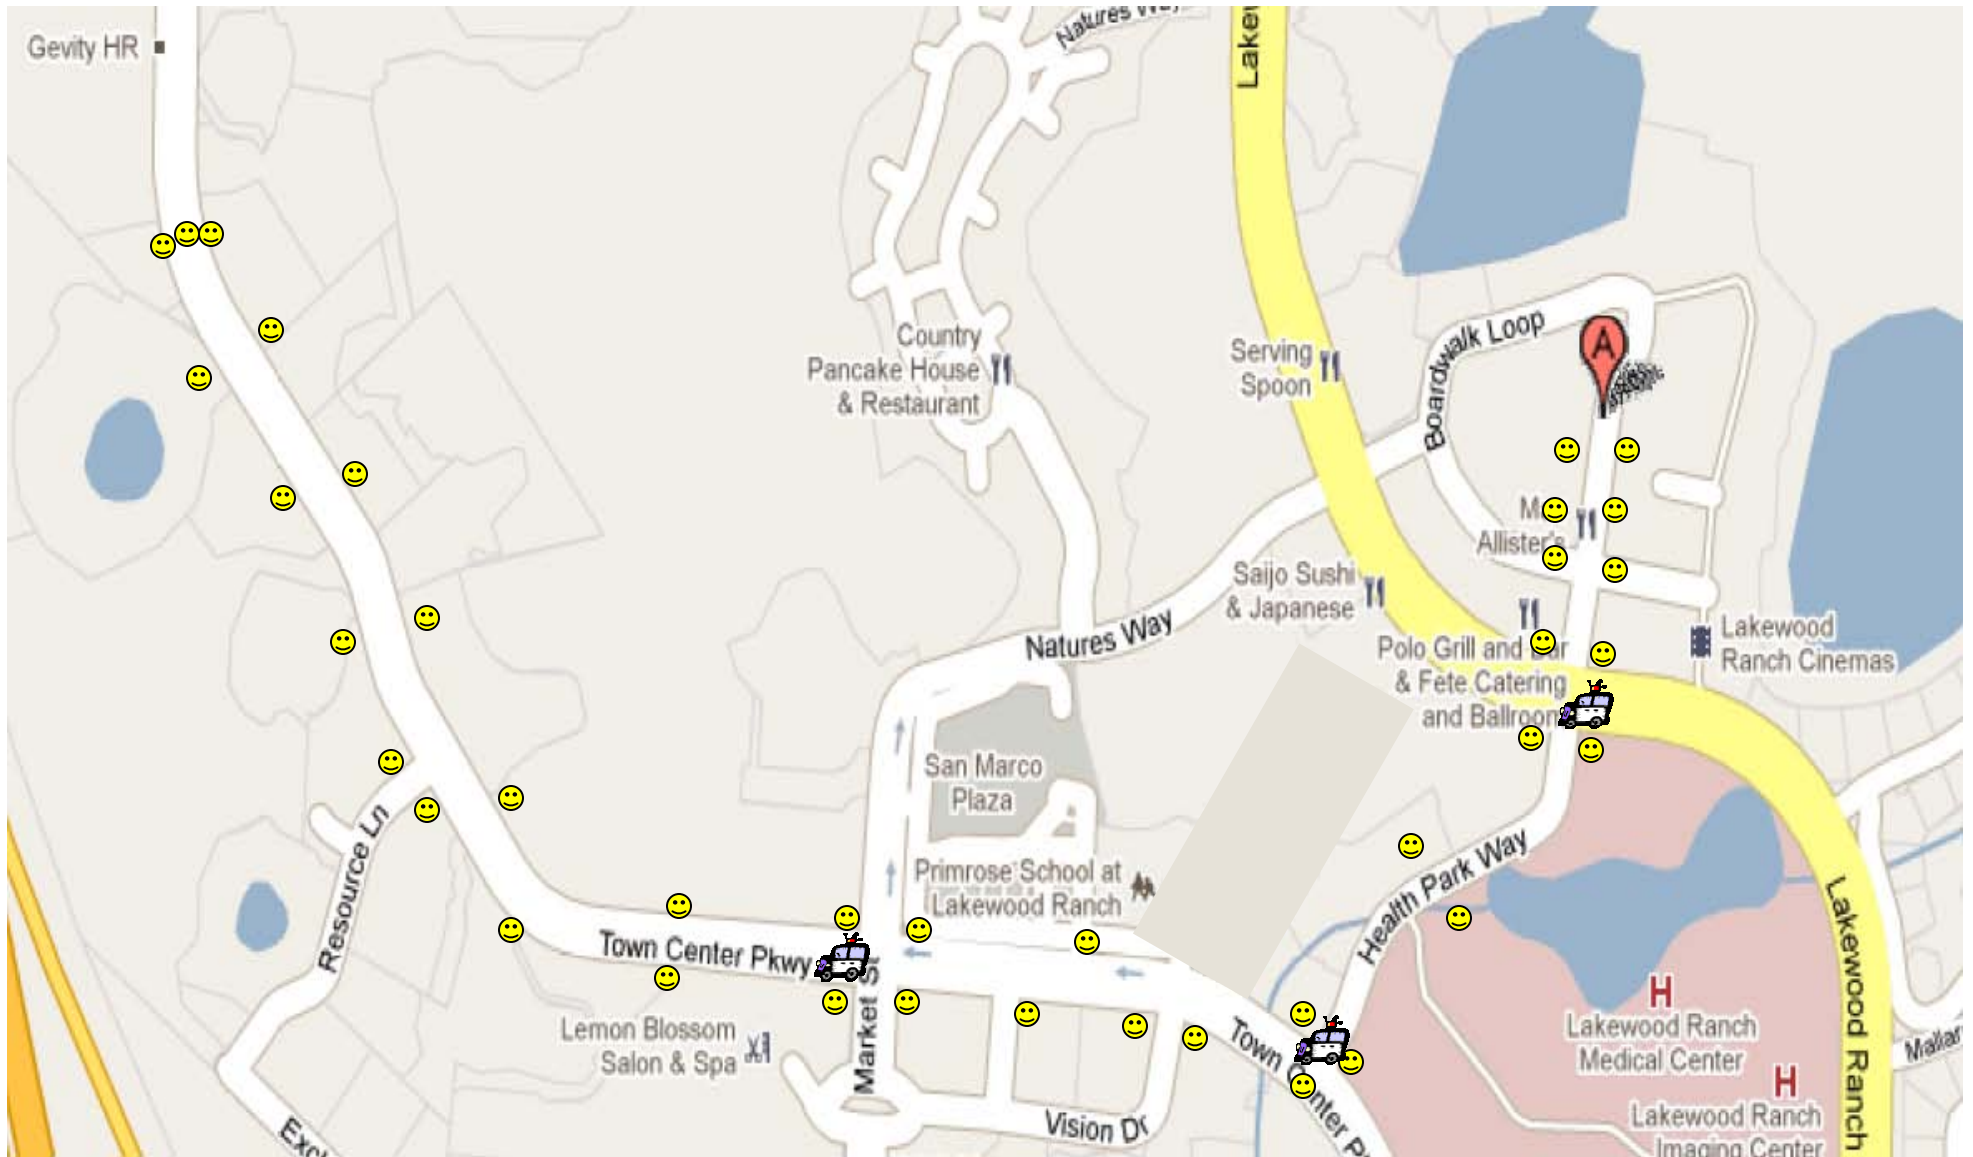 Gevity HR
Natures Way
Lakew
Country
Pancake House
& Restaurant
Serving
Spoon
Boardwalk Loop
A
Allister's
Saijo Sushi
& Japanese
Natures Way
Polo Grill and Bar
& Fete Catering
and Ballroom
Lakewood
Ranch Cinemas
San Marco
Plaza
Primrose School at
Lakewood Ranch
Resource Ln
Town Center Pkwy
Market St
Health Park Way
Lakewood Ranch
Lemon Blossom
Salon & Spa
Town Center P
Vision Dr
H
Lakewood Ranch
Medical Center
H
Lakewood Ranch
Imaging Center
Mallar
Exc